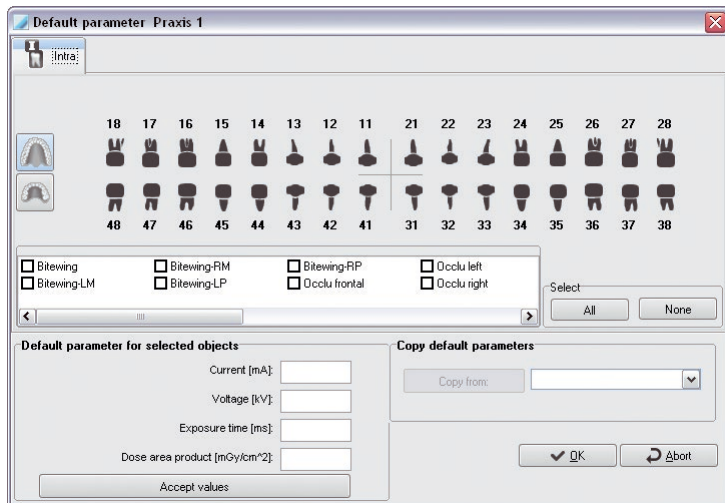 Default parameter Praxis 1
Intra
18 17 16 15 14 13 12 11 21 22 23 24 25 26 27 28
48 47 46 45 44 43 42 41 31 32 33 34 35 36 37 38
Bitewing Bitewing-RM Bitewing-RP Occlu left
Bitewing-LM Bitewing-LP Occlu frontal Occlu right
Select
All None
Default parameter for selected objects
Current [mA]:
Voltage [kV]:
Exposure time [ms]:
Dose area product [mGy/cm^2]:
Accept values
Copy default parameters
Copy from:
OK Abort